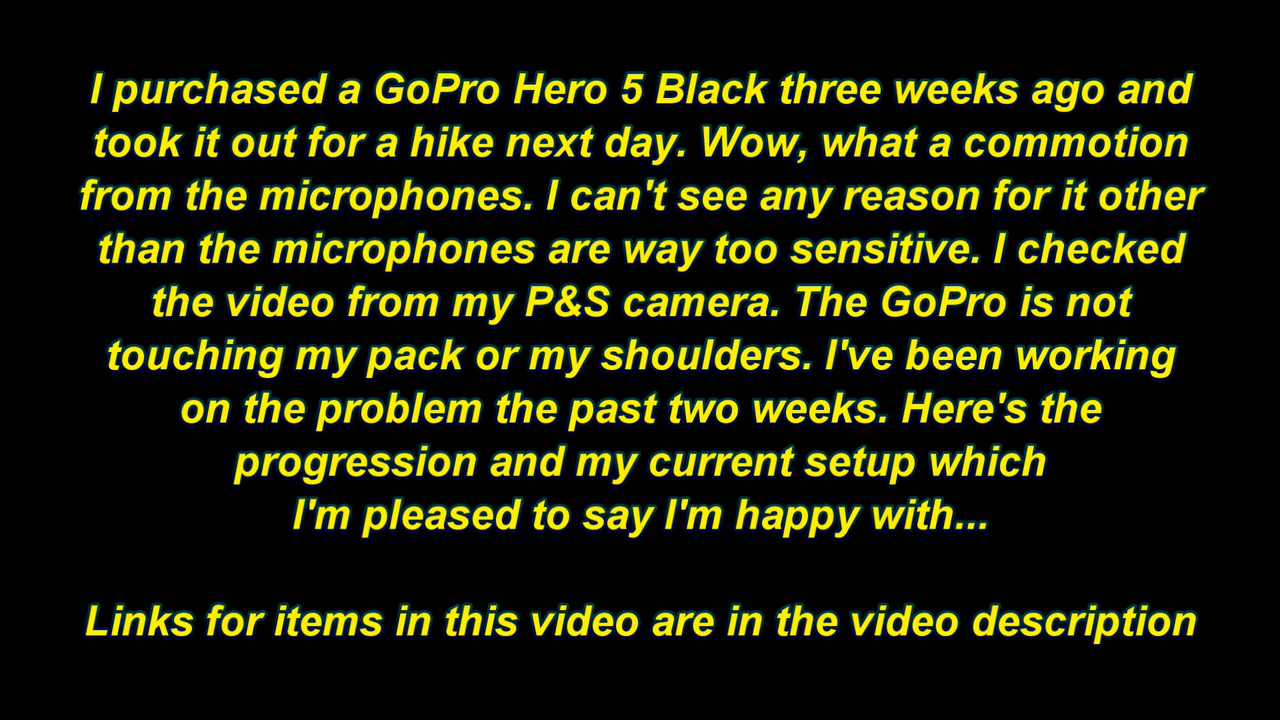 I purchased a GoPro Hero 5 Black three weeks ago and
took it out for a hike next day. Wow, what a commotion
from the microphones. I can't see any reason for it other
than the microphones are way too sensitive. I checked
the video from my P&S camera. The GoPro is not
touching my pack or my shoulders. I've been working
on the problem the past two weeks. Here's the
progression and my current setup which
I'm pleased to say I'm happy with...
Links for items in this video are in the video description